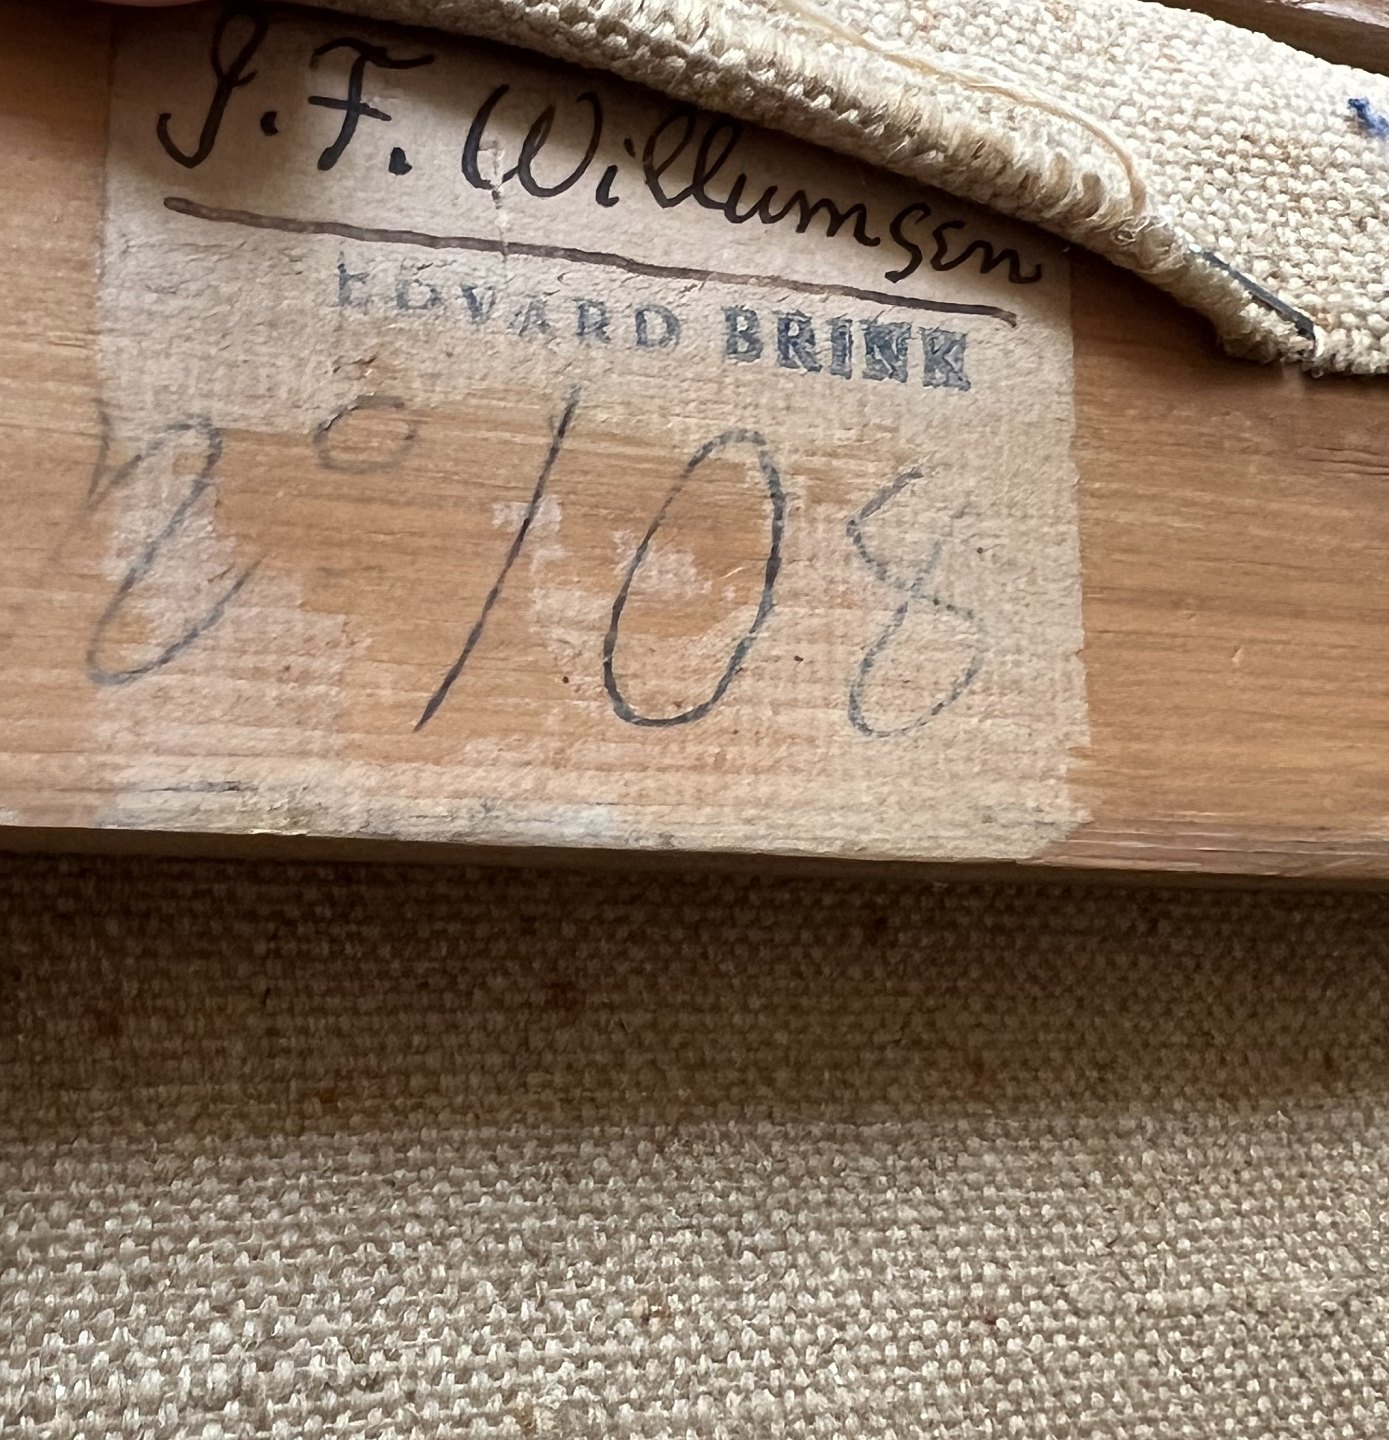 J. F. Willumsen
EDVARD BRINK
n° 108